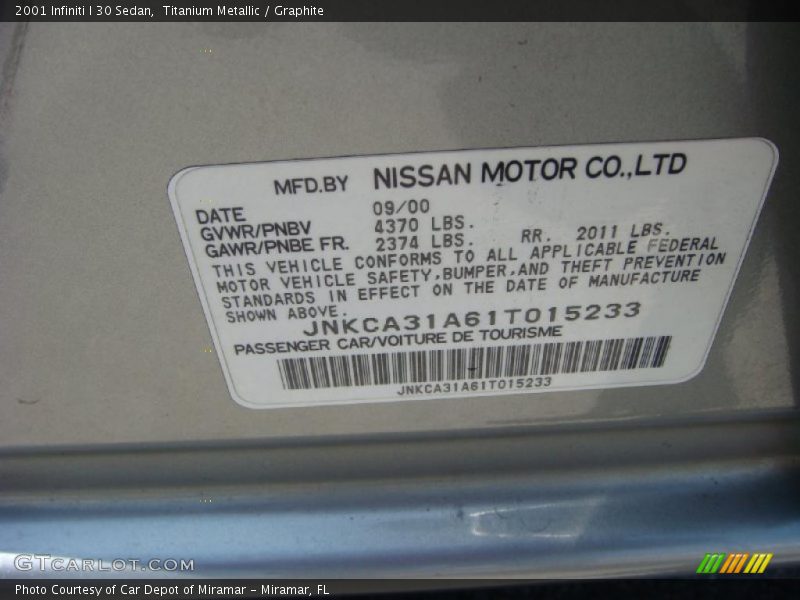 2001 Infiniti I 30 Sedan,  Titanium Metallic / Graphite
MFD.BY NISSAN MOTOR CO.,LTD
DATE 09/00
GVWR/PNBV 4370 LBS.
GAWR/PNBE FR. 2374 LBS. RR. 2011 LBS.
THIS VEHICLE CONFORMS TO ALL APPLICABLE FEDERAL
MOTOR VEHICLE SAFETY,BUMPER,AND THEFT PREVENTION
STANDARDS IN EFFECT ON THE DATE OF MANUFACTURE
SHOWN ABOVE.
JNKCA31A61T015233
PASSENGER CAR/VOITURE DE TOURISME
JNKCA31A61T015233
GTCARLOT.COM
Photo Courtesy of Car Depot of Miramar – Miramar, FL